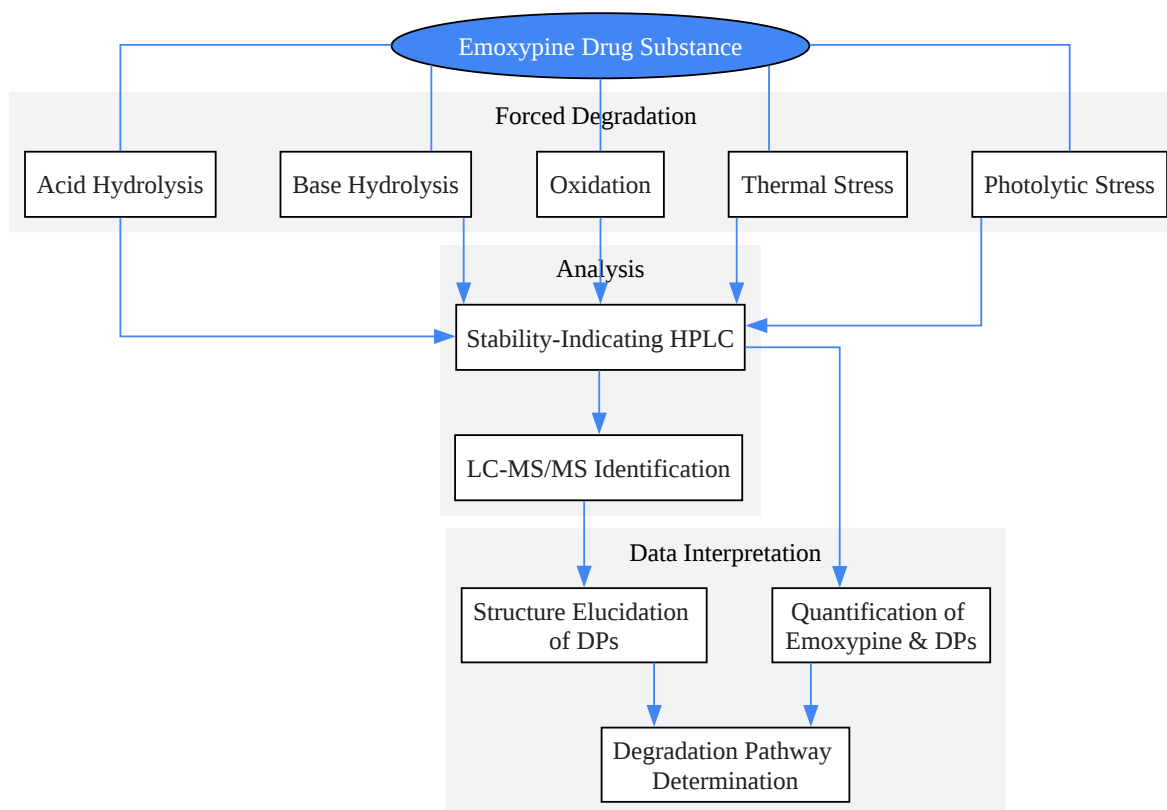 Emoxypine Drug Substance
Forced Degradation
Acid Hydrolysis
Base Hydrolysis
Oxidation
Thermal Stress
Photolytic Stress
Analysis
Stability-Indicating HPLC
LC-MS/MS Identification
Data Interpretation
Structure Elucidation
of DPs
Quantification of
Emoxypine & DPs
Degradation Pathway
Determination